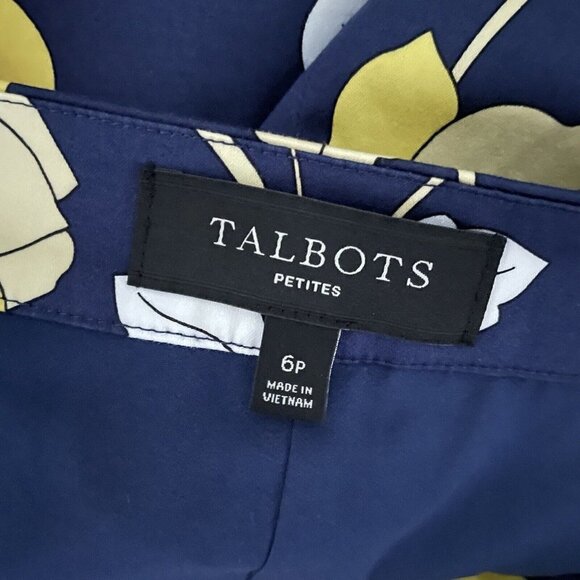 TALBOTS
PETITES
6P
MADE IN
VIETNAM